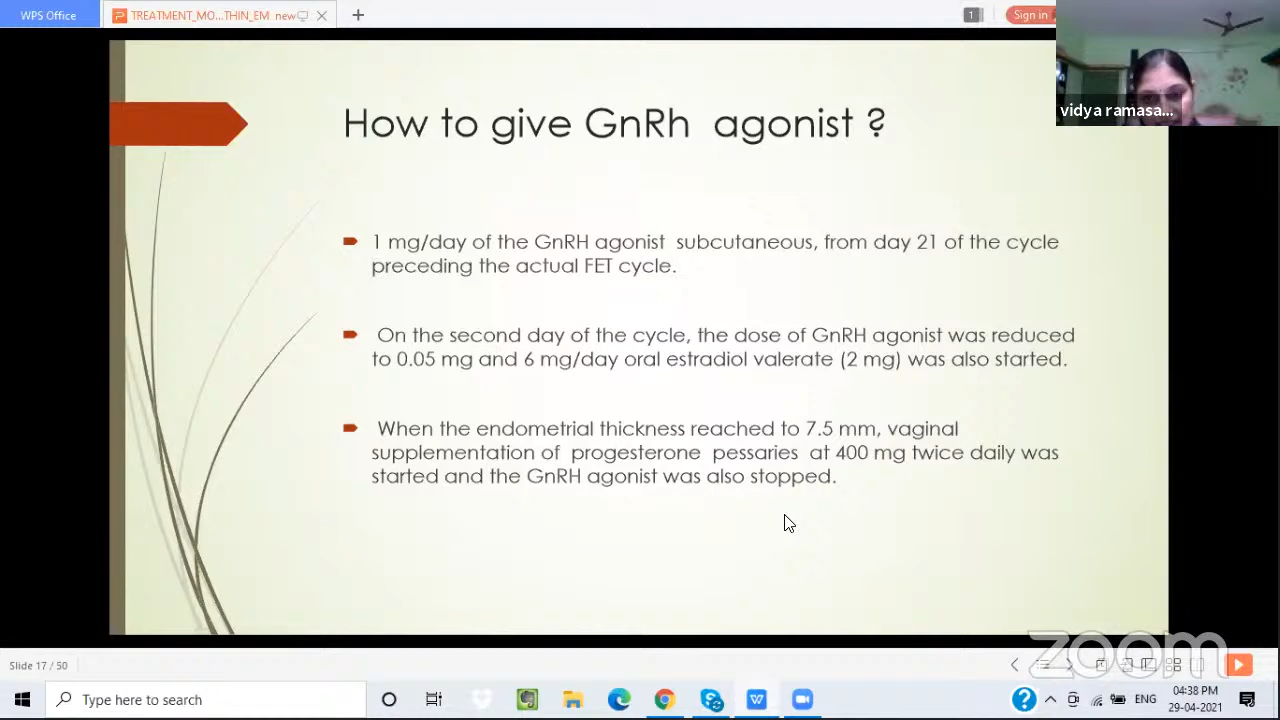 WPS Office
TREATMENT_MO...THIN_EM new
1
Sign in
vidya ramasa...
How to give GnRh agonist ?
1 mg/day of the GnRH agonist subcutaneous, from day 21 of the cycle
preceding the actual FET cycle.
On the second day of the cycle, the dose of GnRH agonist was reduced
to 0.05 mg and 6 mg/day oral estradiol valerate (2 mg) was also started.
When the endometrial thickness reached to 7.5 mm, vaginal
supplementation of progesterone pessaries at 400 mg twice daily was
started and the GnRH agonist was also stopped.
zoom
Slide 17 / 50
Type here to search
ENG
04:38 PM
29-04-2021